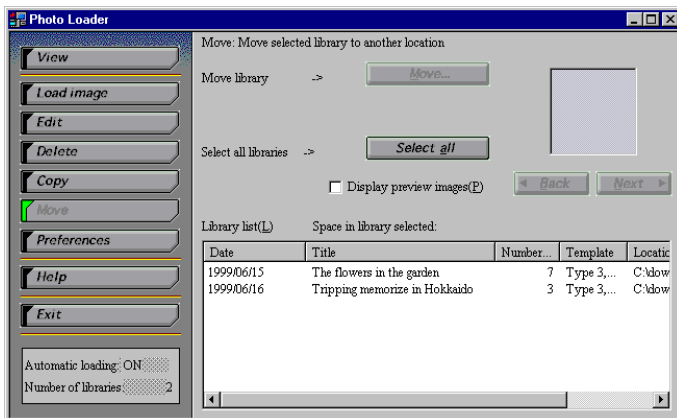 Photo Loader
View
Load image
Edit
Delete
Copy
Move
Preferences
Help
Exit
Automatic loading: ON
Number of libraries: 2
Move: Move selected library to another location
Move library -> Move...
Select all libraries -> Select all
Display preview images(P)
Back Next
Library list(L) Space in library selected:
Date Title Number... Template Locatic
1999/06/15 The flowers in the garden 7 Type 3,... C:\dow
1999/06/16 Tripping memorize in Hokkaido 3 Type 3,... C:\dow